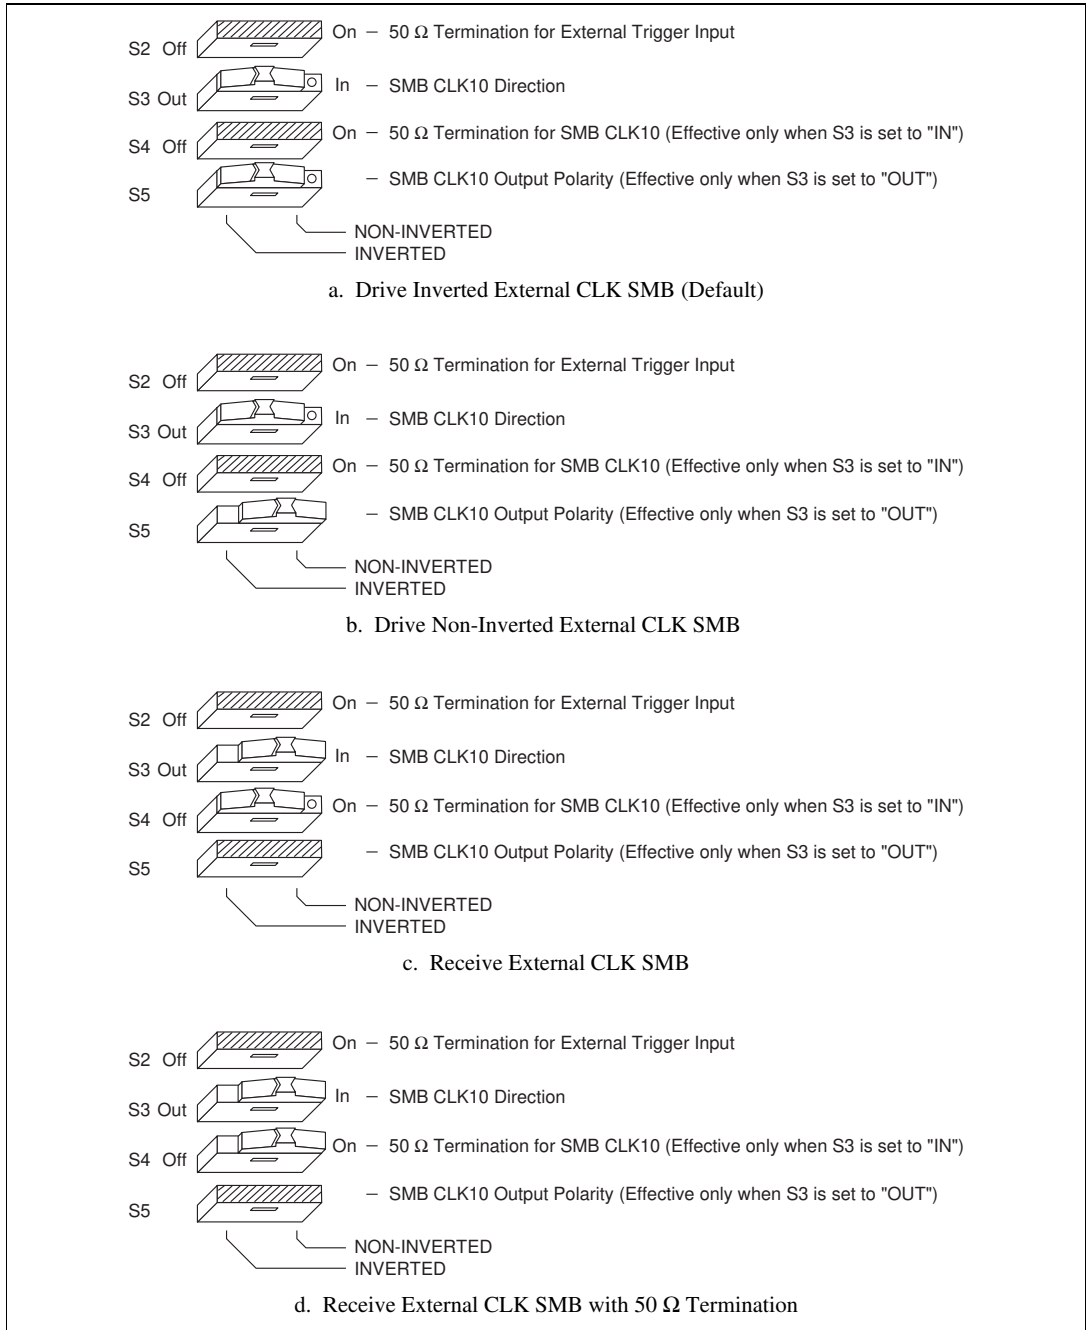 S2 Off On – 50 Ω Termination for External Trigger Input
S3 Out In – SMB CLK10 Direction
S4 Off On – 50 Ω Termination for SMB CLK10 (Effective only when S3 is set to "IN")
S5 – SMB CLK10 Output Polarity (Effective only when S3 is set to "OUT")
NON-INVERTED
INVERTED
a. Drive Inverted External CLK SMB (Default)
S2 Off On – 50 Ω Termination for External Trigger Input
S3 Out In – SMB CLK10 Direction
S4 Off On – 50 Ω Termination for SMB CLK10 (Effective only when S3 is set to "IN")
S5 – SMB CLK10 Output Polarity (Effective only when S3 is set to "OUT")
NON-INVERTED
INVERTED
b. Drive Non-Inverted External CLK SMB
S2 Off On – 50 Ω Termination for External Trigger Input
S3 Out In – SMB CLK10 Direction
S4 Off On – 50 Ω Termination for SMB CLK10 (Effective only when S3 is set to "IN")
S5 – SMB CLK10 Output Polarity (Effective only when S3 is set to "OUT")
NON-INVERTED
INVERTED
c. Receive External CLK SMB
S2 Off On – 50 Ω Termination for External Trigger Input
S3 Out In – SMB CLK10 Direction
S4 Off On – 50 Ω Termination for SMB CLK10 (Effective only when S3 is set to "IN")
S5 – SMB CLK10 Output Polarity (Effective only when S3 is set to "OUT")
NON-INVERTED
INVERTED
d. Receive External CLK SMB with 50 Ω Termination